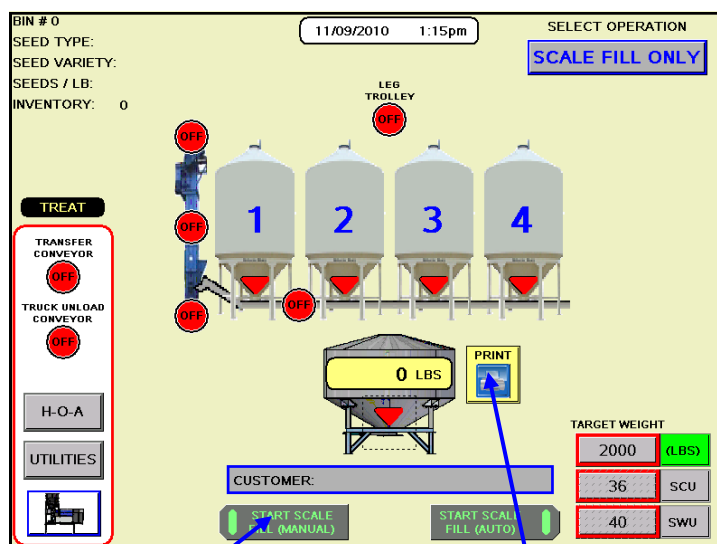 BIN # 0
SEED TYPE:
SEED VARIETY:
SEEDS / LB:
INVENTORY: 0
11/09/2010 1:15pm
SELECT OPERATION
SCALE FILL ONLY
LEG
TROLLEY
OFF
OFF
OFF
OFF
OFF
1 2 3 4
TREAT
TRANSFER
CONVEYOR
OFF
TRUCK UNLOAD
CONVEYOR
OFF
H-O-A
UTILITIES
0 LBS
PRINT
CUSTOMER:
START SCALE
FILL (MANUAL)
START SCALE
FILL (AUTO)
TARGET WEIGHT
2000 (LBS)
36 SCU
40 SWU